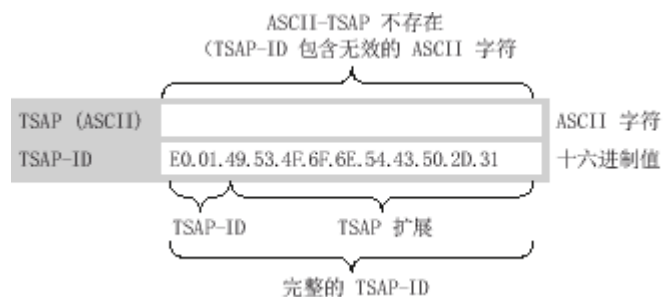 ASCII-TSAP 不存在
(TSAP-ID 包含无效的 ASCII 字符
TSAP (ASCII) ASCII 字符
TSAP-ID E0.01.49.53.4F.6F.6E.54.43.50.2D.31 十六进制值
TSAP-ID TSAP 扩展
完整的 TSAP-ID